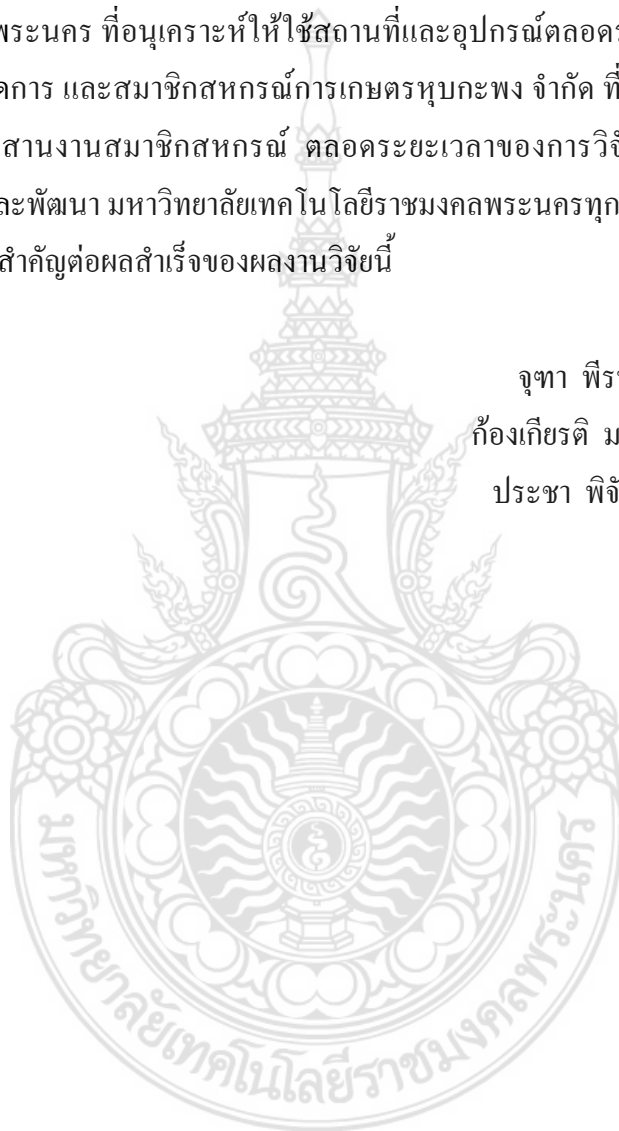 พระนคร ที่อนุเคราะห์ให้ใช้สถานที่และอุปกรณ์ตลอด
ดการ และสมาชิกสหกรณ์การเกษตรหุบกะพง จำกัด ที่
สานงานสมาชิกสหกรณ์ ตลอดระยะเวลาของการวิจั
ละพัฒนา มหาวิทยาลัยเทคโนโลยีราชมงคลพระนครทุก
สำคัญต่อผลสำเร็จของผลงานวิจัยนี้
จุฑา พีร
ก้องเกียรติ ม
ประชา พิจั
มหาวิทยาลัยเทคโนโลยีราชมงคลพระนคร